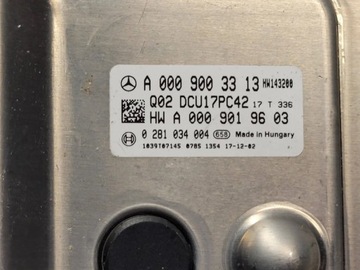 A 000 900 33 13 HW143200
Q02 DCU17PC42 17 T 336
HW A 000 901 96 03
0 281 034 004 658 Made in Hungary
1039T07145 0785 1354 17-12-02